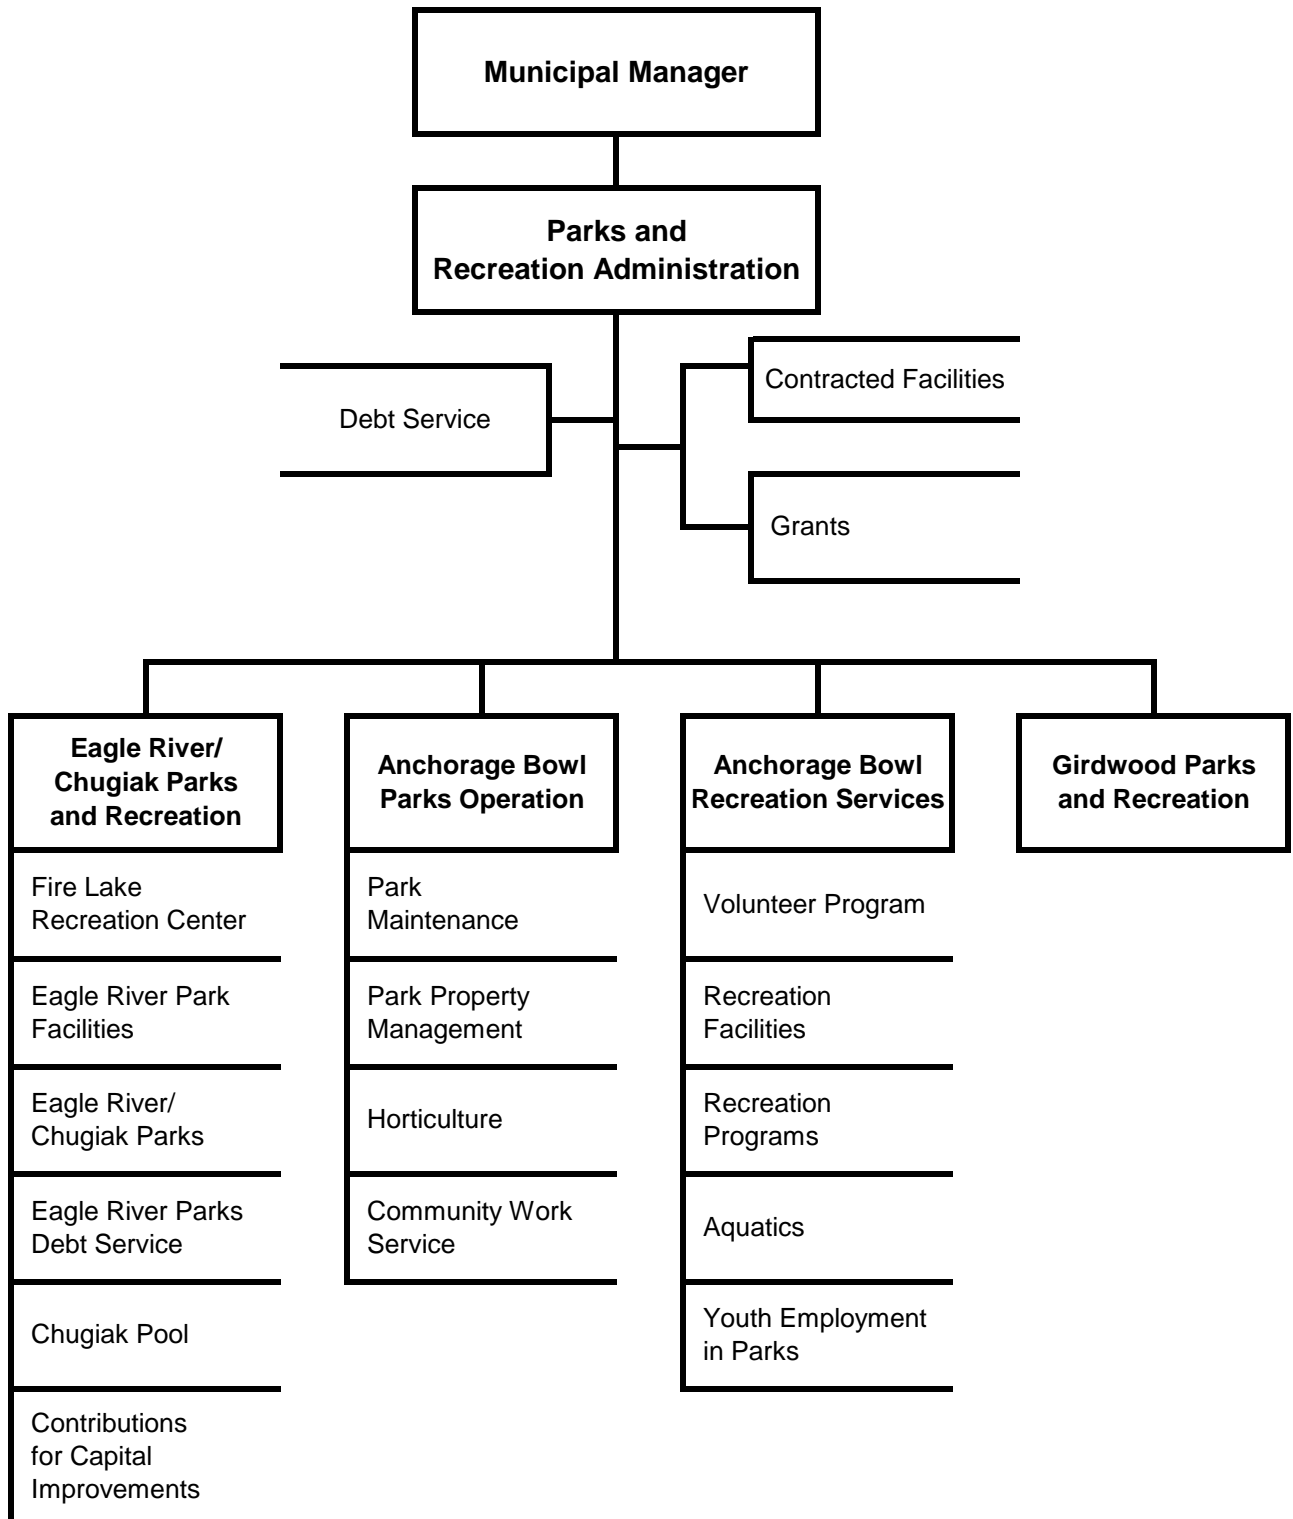 Municipal Manager
Parks and
Recreation Administration
Debt Service
Contracted Facilities
Grants
Eagle River/
Chugiak Parks
and Recreation
Fire Lake
Recreation Center
Eagle River Park
Facilities
Eagle River/
Chugiak Parks
Eagle River Parks
Debt Service
Chugiak Pool
Contributions
for Capital
Improvements
Anchorage Bowl
Parks Operation
Park
Maintenance
Park Property
Management
Horticulture
Community Work
Service
Anchorage Bowl
Recreation Services
Volunteer Program
Recreation
Facilities
Recreation
Programs
Aquatics
Youth Employment
in Parks
Girdwood Parks
and Recreation